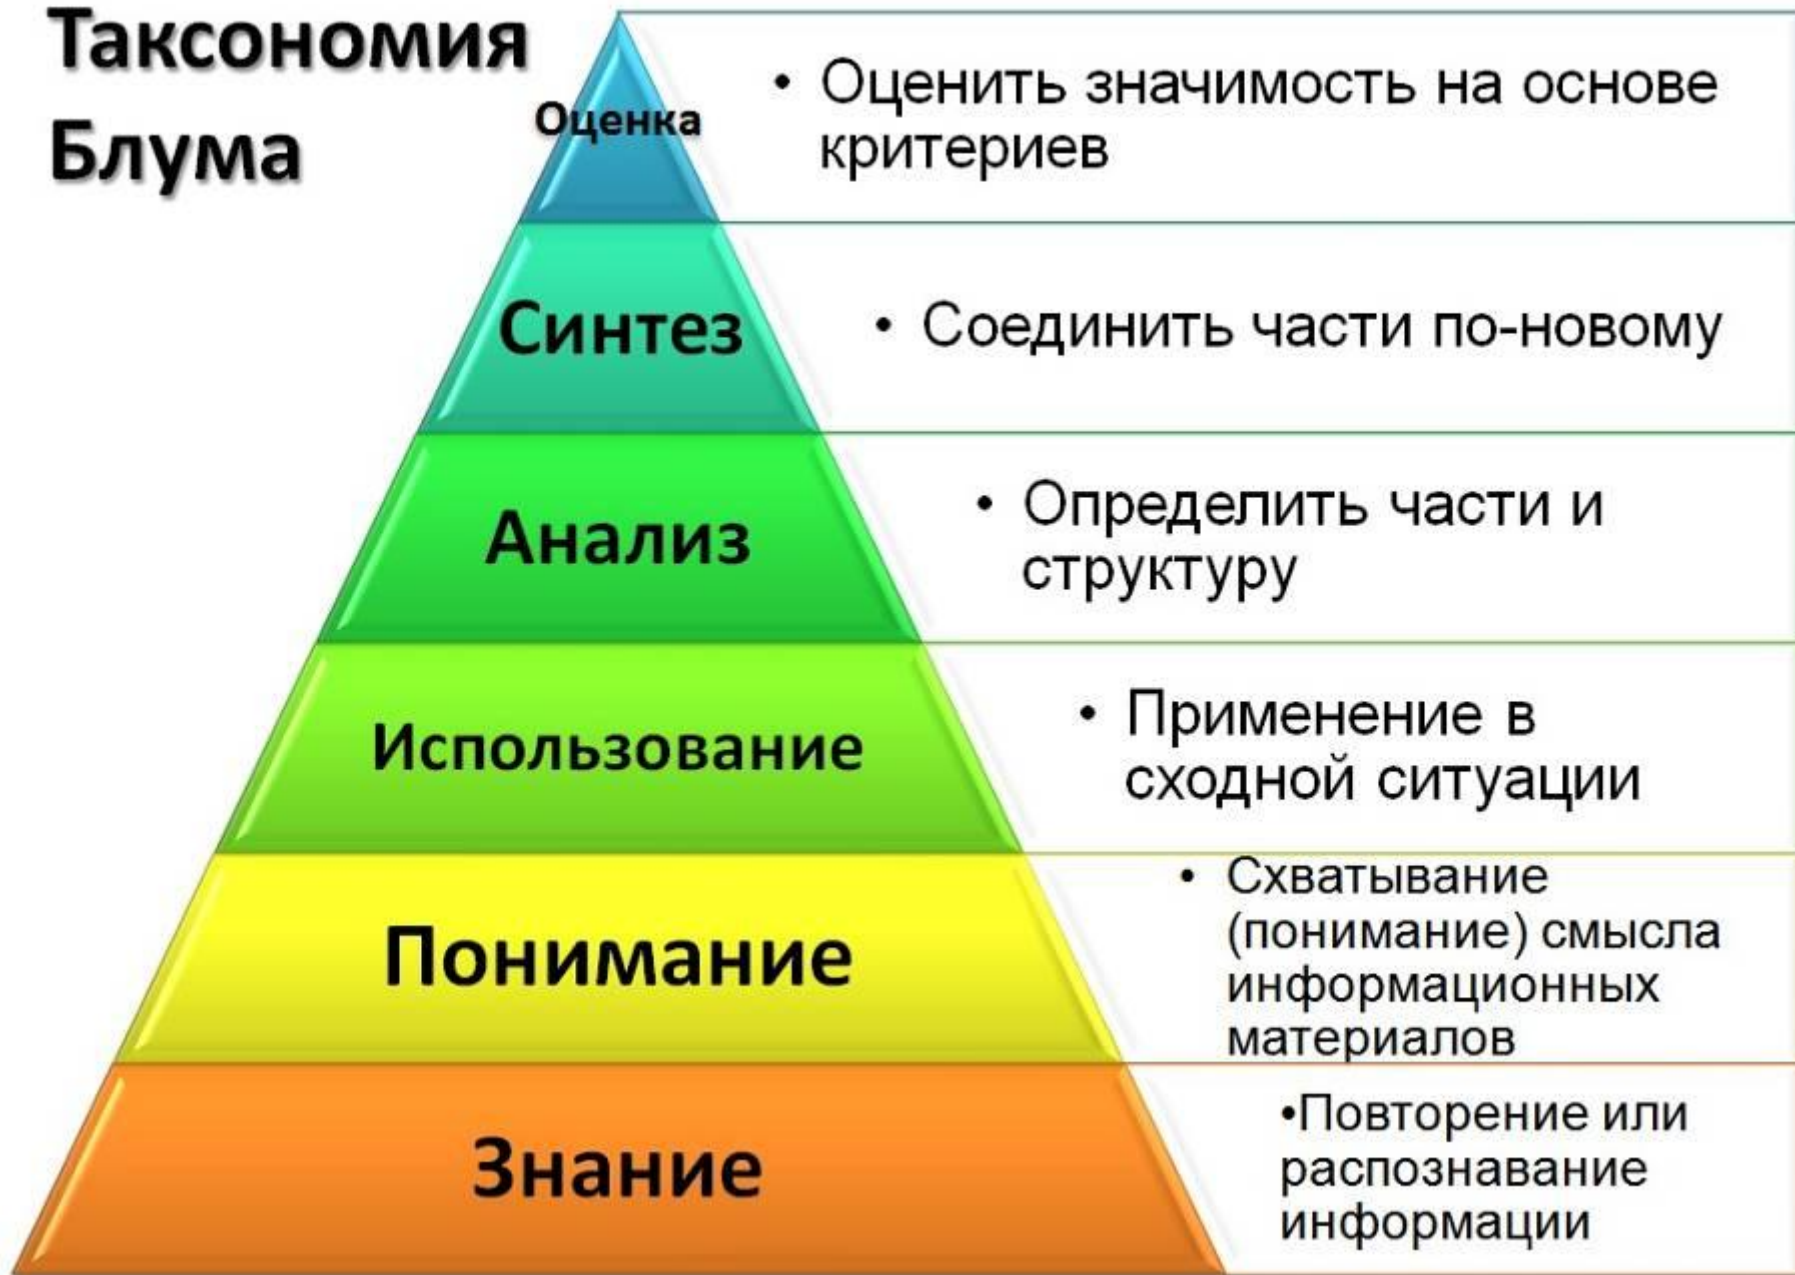 Таксономия
Блума
Оценка
• Оценить значимость на основе
критериев
Синтез
• Соединить части по-новому
Анализ
• Определить части и
структуру
Использование
• Применение в
сходной ситуации
Понимание
• Схватывание
(понимание) смысла
информационных
материалов
Знание
•Повторение или
распознавание
информации